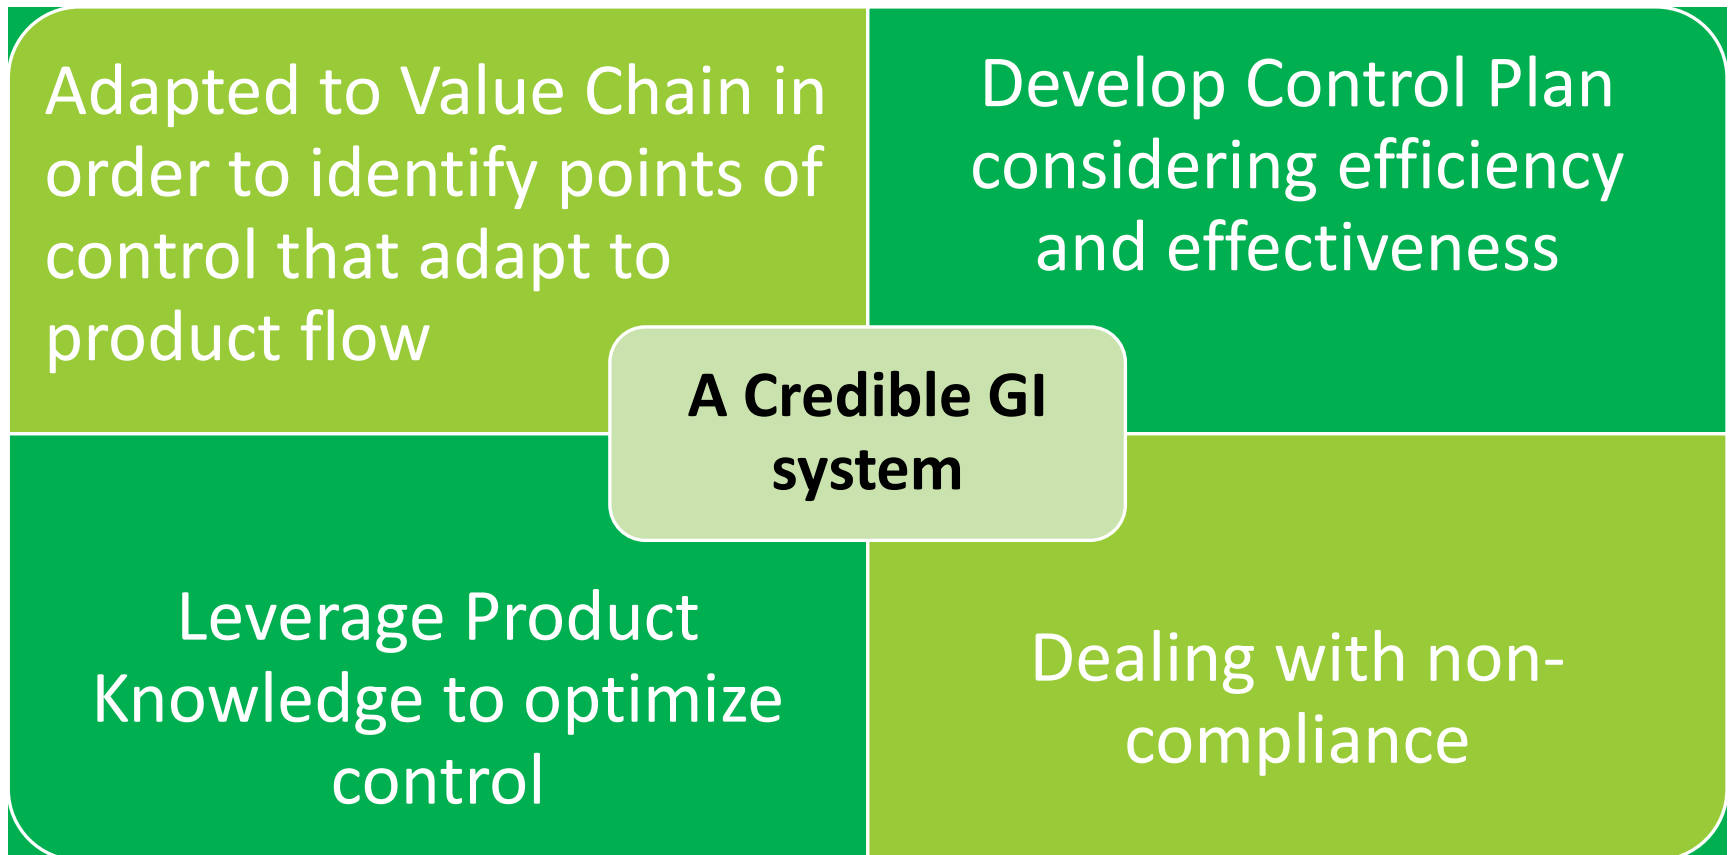 Adapted to Value Chain in
order to identify points of
control that adapt to
product flow
Develop Control Plan
considering efficiency
and effectiveness
A Credible GI
system
Leverage Product
Knowledge to optimize
control
Dealing with non-
compliance